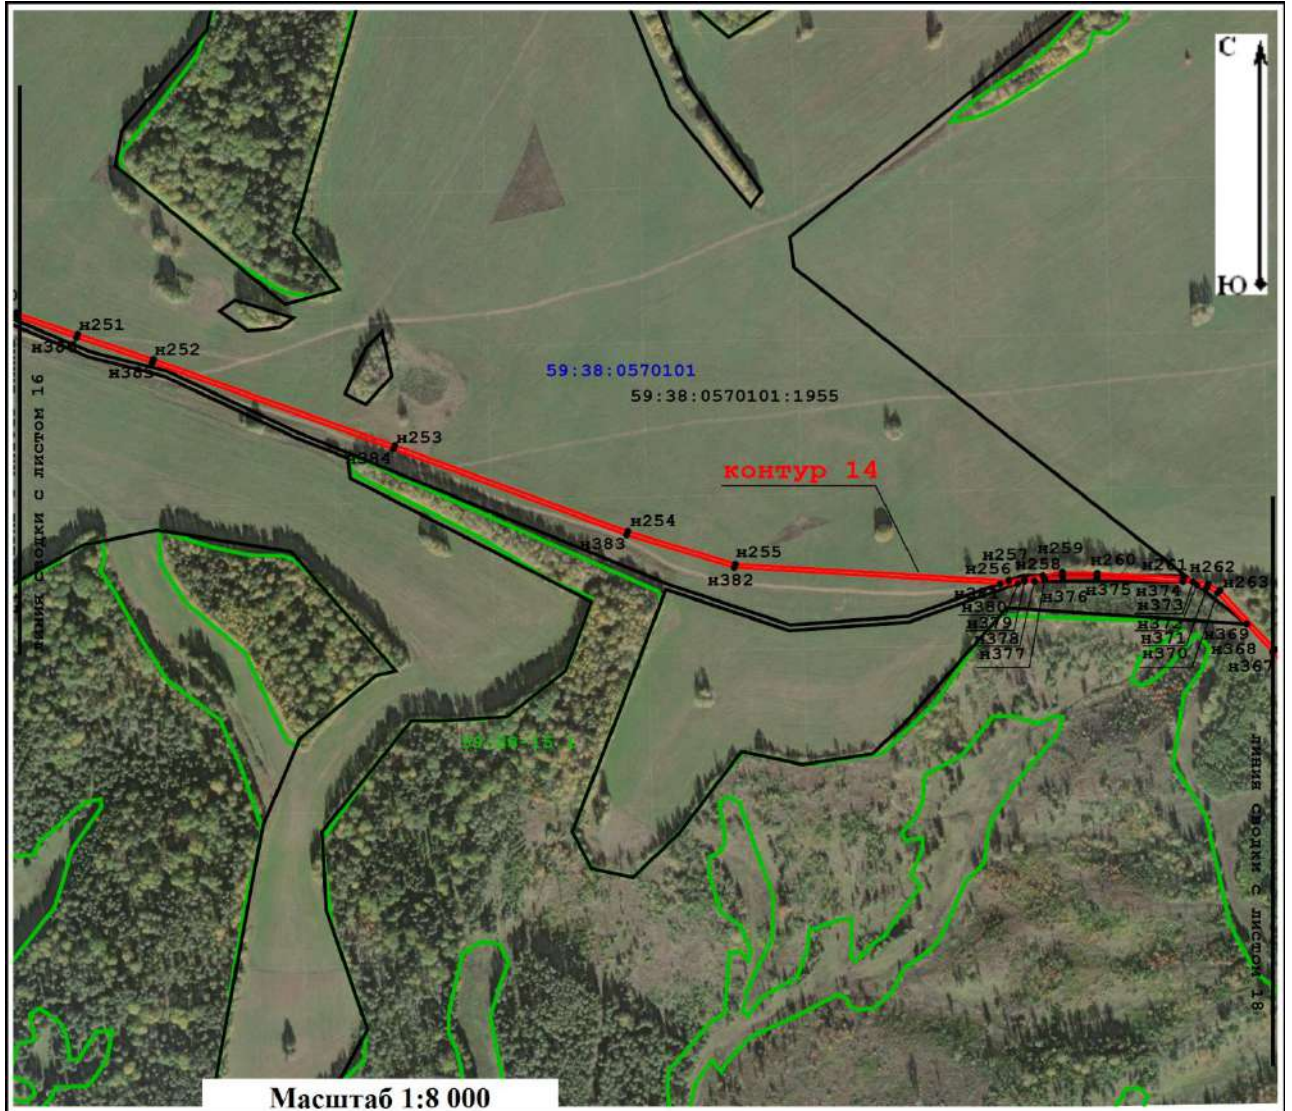 С
Ю
н251
н252
н385
59:38:0570101
59:38:0570101:1955
н253
н384
контур 14
н254
н383
н255
н382
н257
н259
н256
н258
н260
н261
н262
н263
н380
н376
н375
н374
н373
н379
н372
н369
н378
н371
н368
н377
н370
н367
линия сводки с листом 16
линия сводки с листом 18
Масштаб 1:8 000